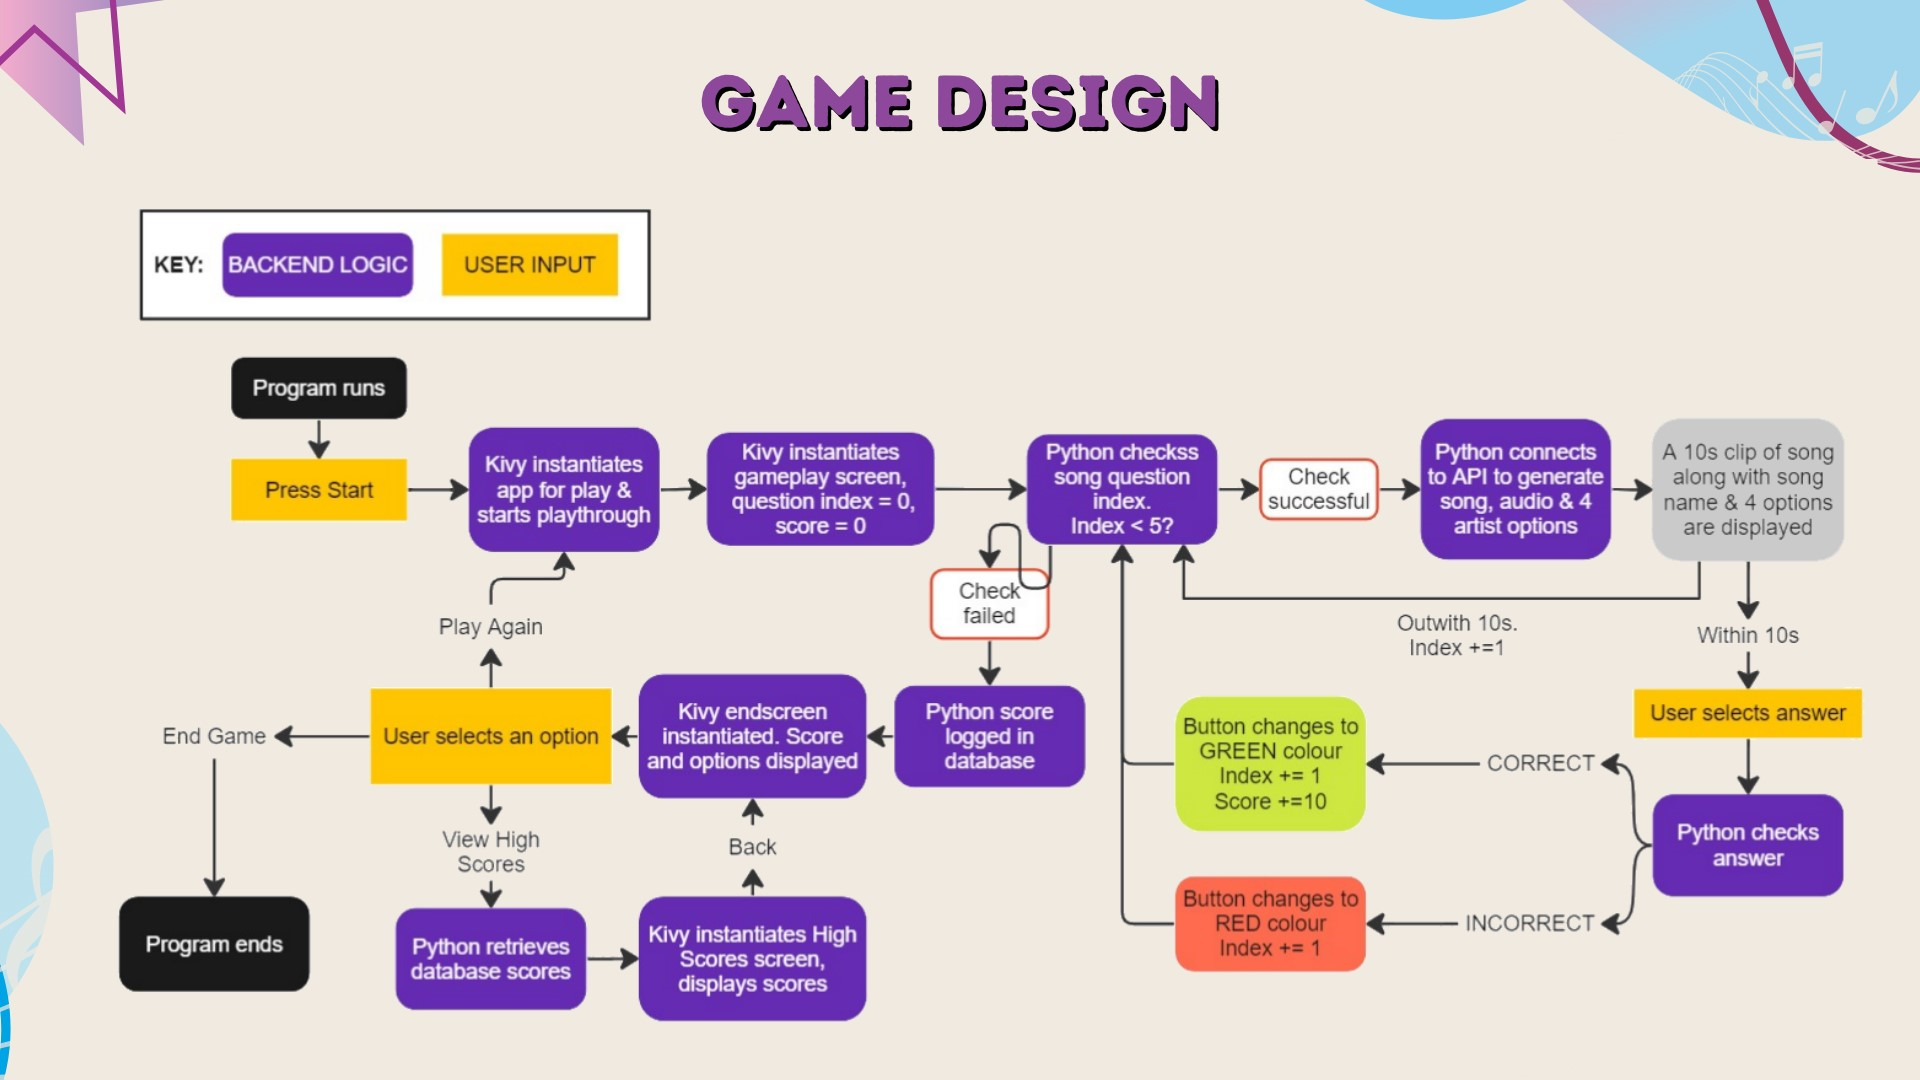 GAME DESIGN
KEY:
BACKEND LOGIC
USER INPUT
Program runs
Press Start
Kivy instantiates
app for play &
starts playthrough
Kivy instantiates
gameplay screen,
question index = 0,
score = 0
Python checkss
song question
index.
Index < 5?
Check
successful
Python connects
to API to generate
song, audio & 4
artist options
A 10s clip of song
along with song
name & 4 options
are displayed
Check
failed
Outwith 10s.
Index +=1
Within 10s
Play Again
End Game
User selects an option
Kivy endscreen
instantiated. Score
and options displayed
Python score
logged in
database
Button changes to
GREEN colour
Index += 1
Score +=10
CORRECT
User selects answer
Python checks
answer
View High
Scores
Back
Button changes to
RED colour
Index += 1
INCORRECT
Program ends
Python retrieves
database scores
Kivy instantiates High
Scores screen,
displays scores